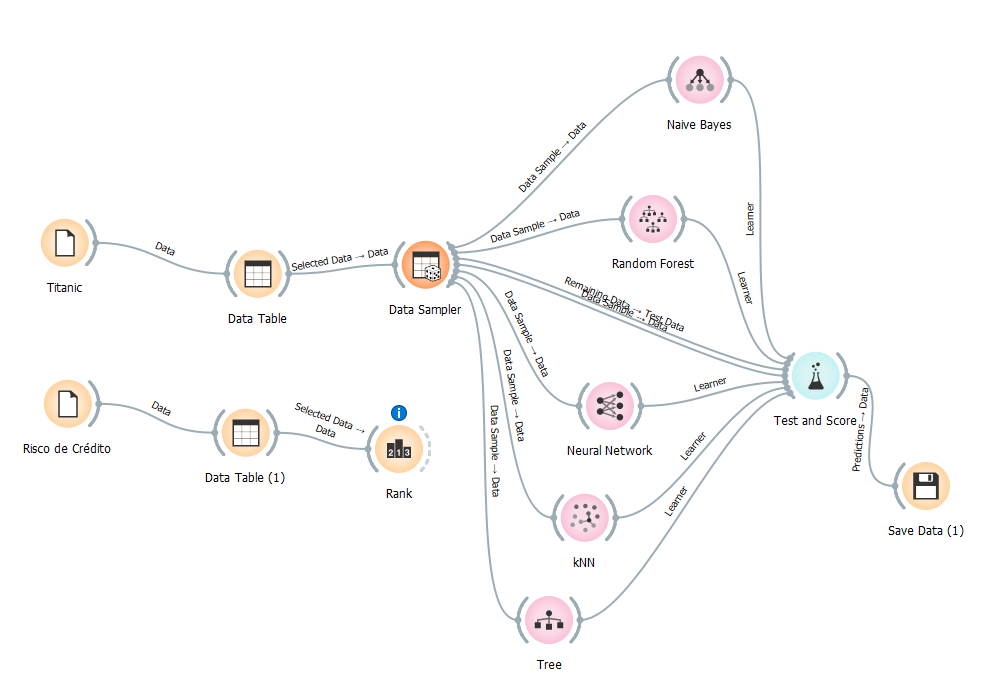 Naive Bayes
Data Sample → Data
Learner
Random Forest
Data Sample → Data
Learner
Titanic
Data
Data Table
Selected Data → Data
Data Sampler
Remaining Data → Test Data
Data Sample → Data
Test and Score
Predictions → Data
Save Data (1)
Risco de Crédito
Data
Data Table (1)
Selected Data →
Data
i
213
Rank
Data Sample → Data
Neural Network
Learner
Data Sample → Data
kNN
Learner
Data Sample → Data
Tree
Learner